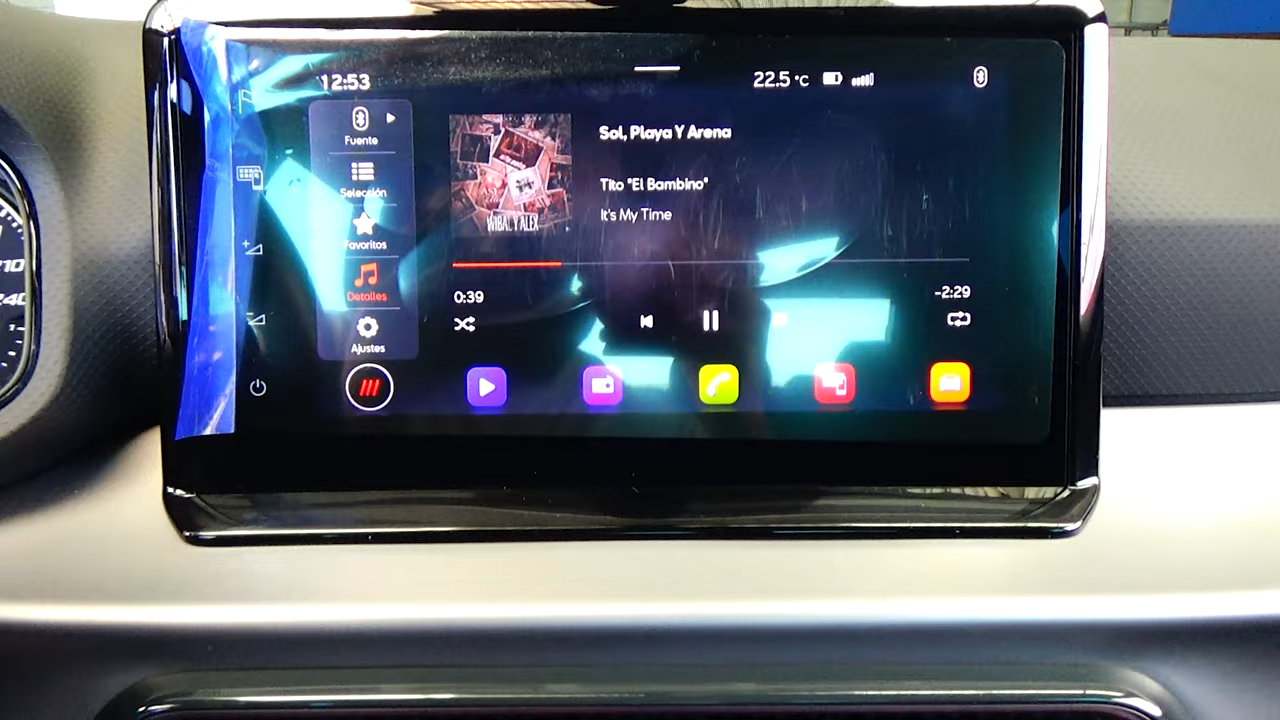 12:53
22.5 °C
Fuente
Selección
Favoritos
Detalles
Ajustes
WIBAL Y ALEX
Sol, Playa Y Arena
Tito "El Bambino"
It's My Time
0:39
-2:29